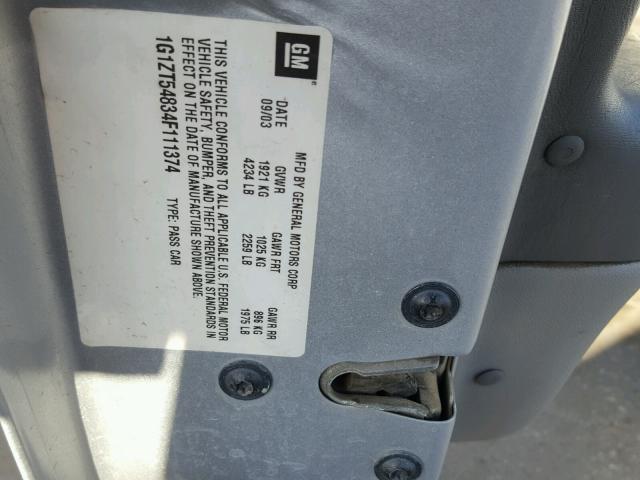 GM
MFD BY GENERAL MOTORS CORP
DATE GVWR GAWR FRT GAWR RR
09/03 1921 KG 1025 KG 896 KG
4234 LB 2259 LB 1975 LB
THIS VEHICLE CONFORMS TO ALL APPLICABLE U.S. FEDERAL MOTOR
VEHICLE SAFETY, BUMPER, AND THEFT PREVENTION STANDARDS IN
EFFECT ON THE DATE OF MANUFACTURE SHOWN ABOVE.
1G1ZT54834F111374 TYPE: PASS CAR